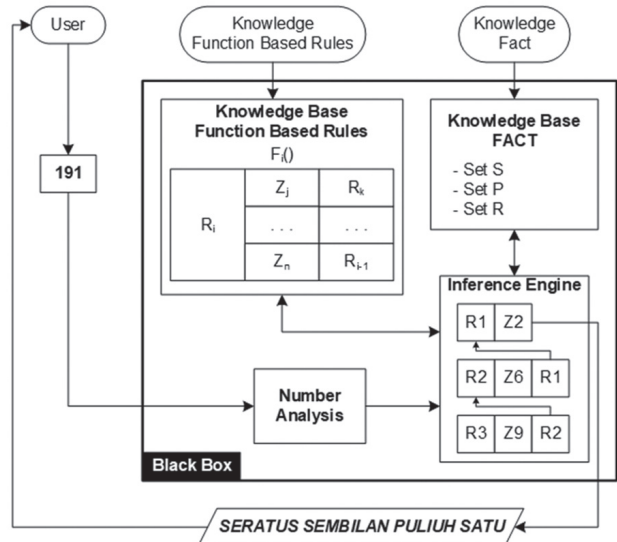 User
Knowledge
Function Based Rules
Knowledge
Fact
191
Knowledge Base
Function Based Rules
Fi()
Ri
Zj
Rk
. . .
. . .
Zn
Ri-1
Knowledge Base
FACT
- Set S
- Set P
- Set R
Inference Engine
R1 Z2
R2 Z6 R1
R3 Z9 R2
Number
Analysis
Black Box
SERATUS SEMBILAN PULIUH SATU